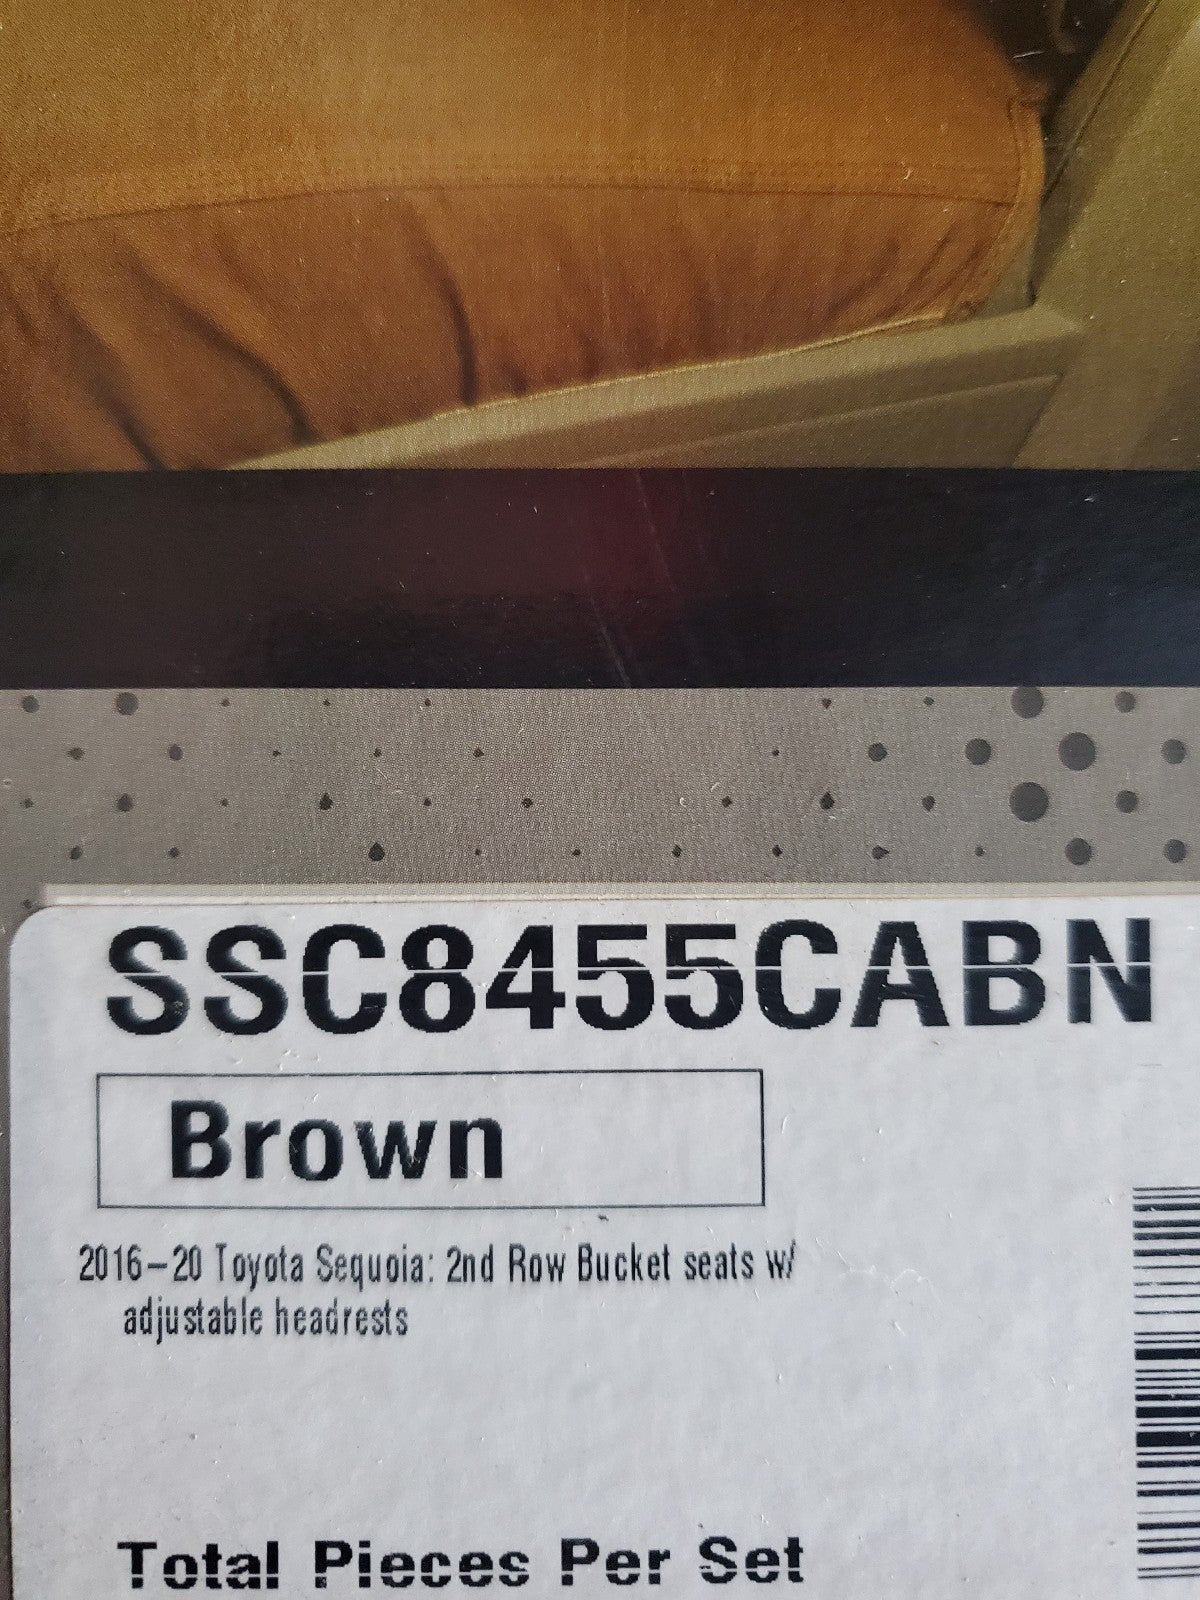 SSC8455CABN
Brown
2016-20 Toyota Sequoia: 2nd Row Bucket seats w/
adjustable headrests
Total Pieces Per Set